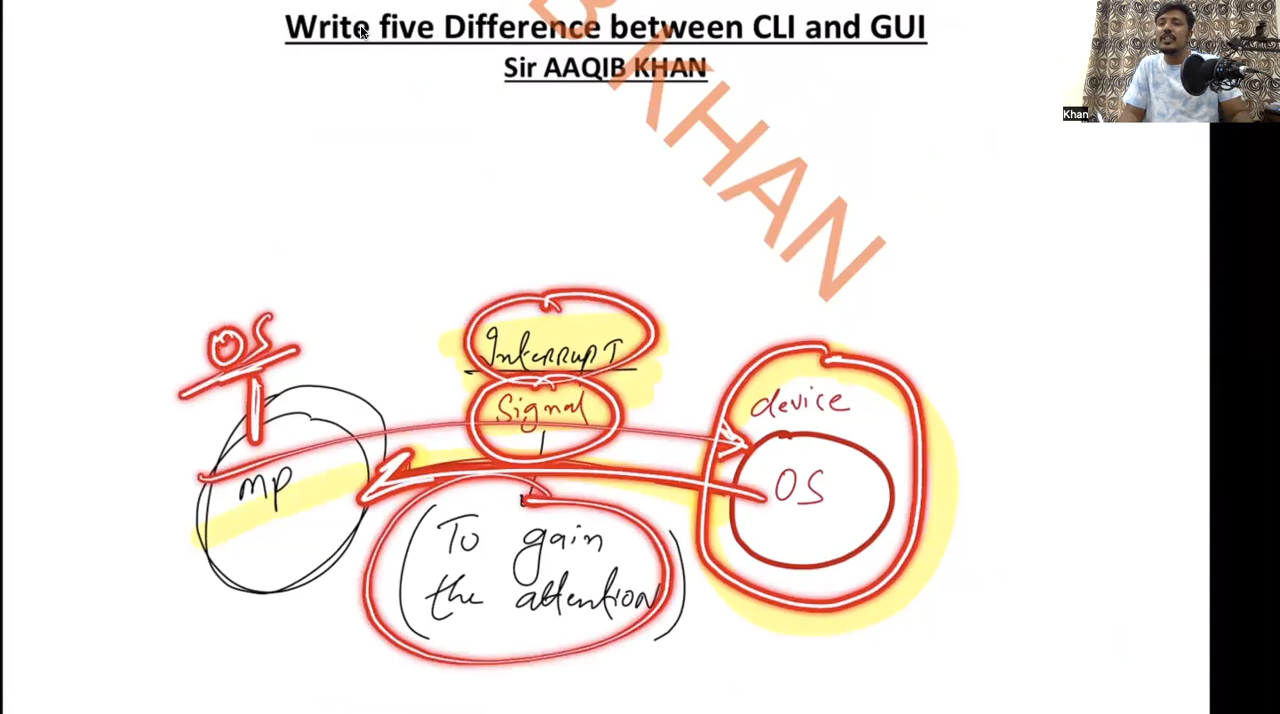 Write five Difference between CLI and GUI
Sir AAQIB KHAN
B KHAN
Khan
OS
Interrupt
Signal
device
MP
OS
(To gain
the attention)